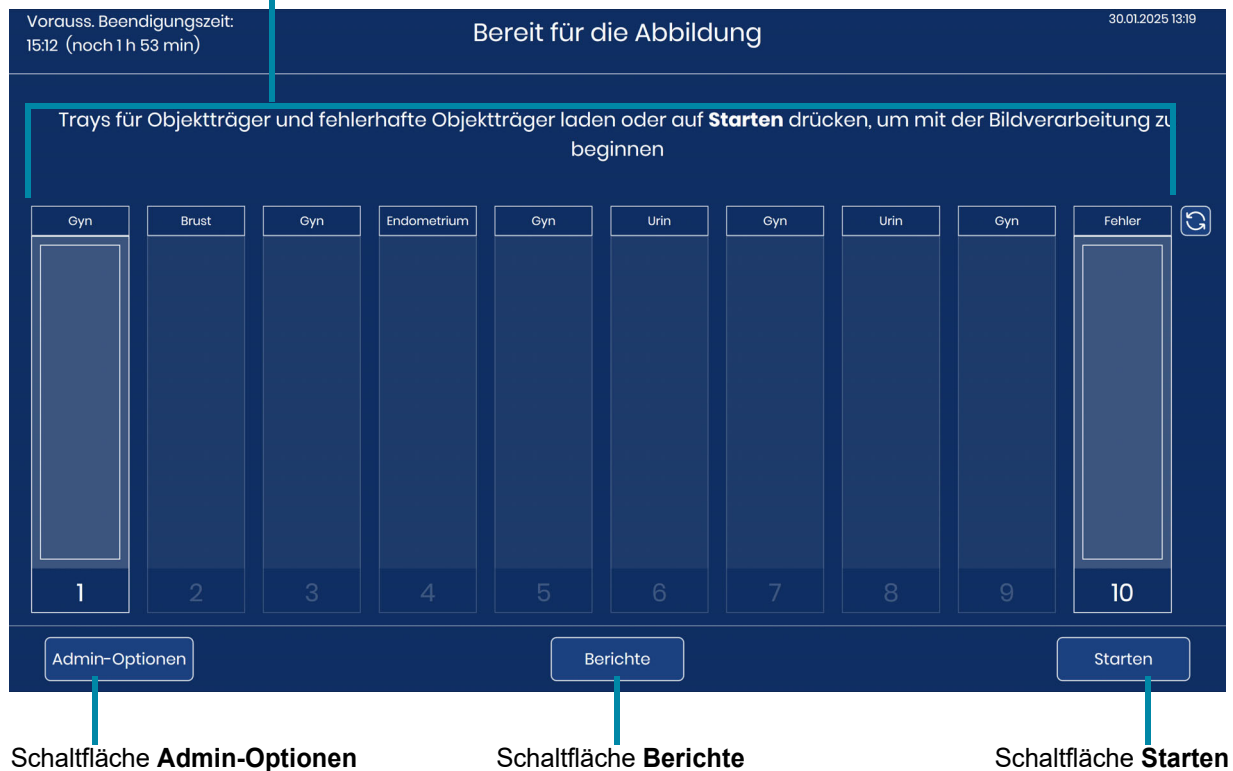 Vorauss. Beendigungszeit:
15:12 (noch 1 h 53 min)
Bereit für die Abbildung
30.01.2025 13:19
Trays für Objektträger und fehlerhafte Objektträger laden oder auf Starten drücken, um mit der Bildverarbeitung zu
beginnen
Gyn Brust Gyn Endometrium Gyn Urin Gyn Urin Gyn Fehler
1 2 3 4 5 6 7 8 9 10
Admin-Optionen Berichte Starten
Schaltfläche Admin-Optionen Schaltfläche Berichte Schaltfläche Starten